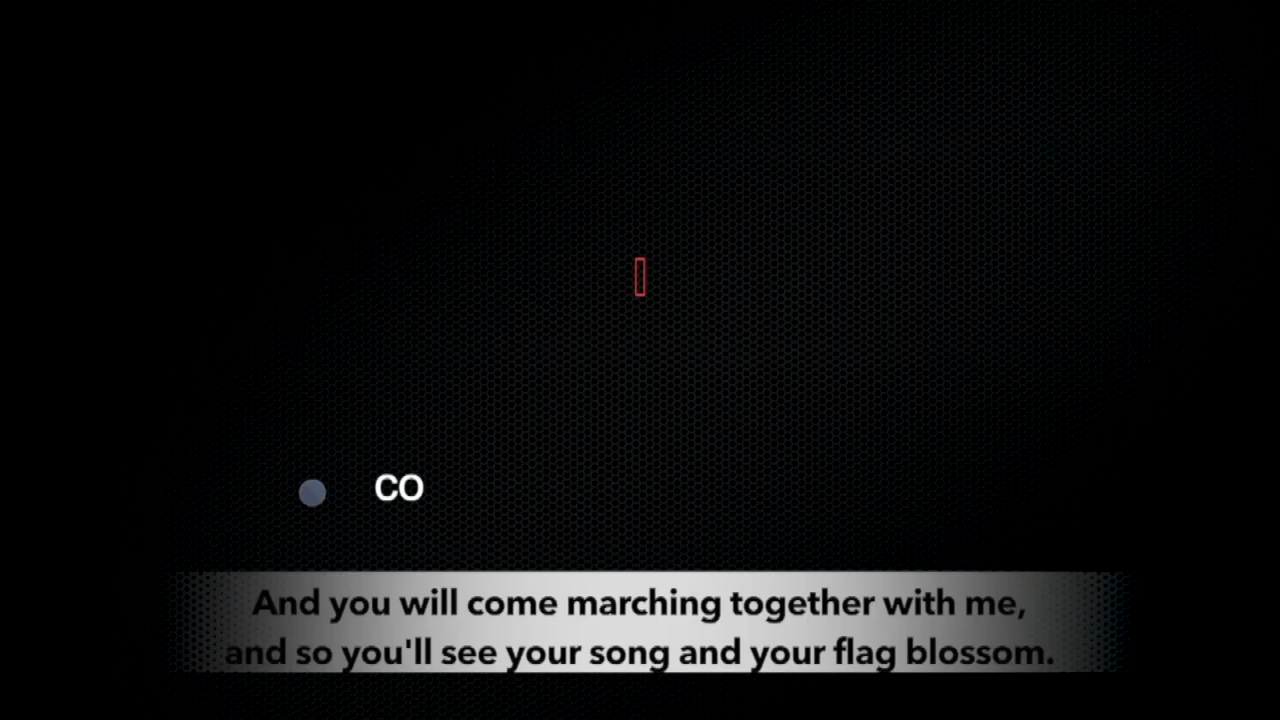 CO
And you will come marching together with me,
and so you'll see your song and your flag blossom.